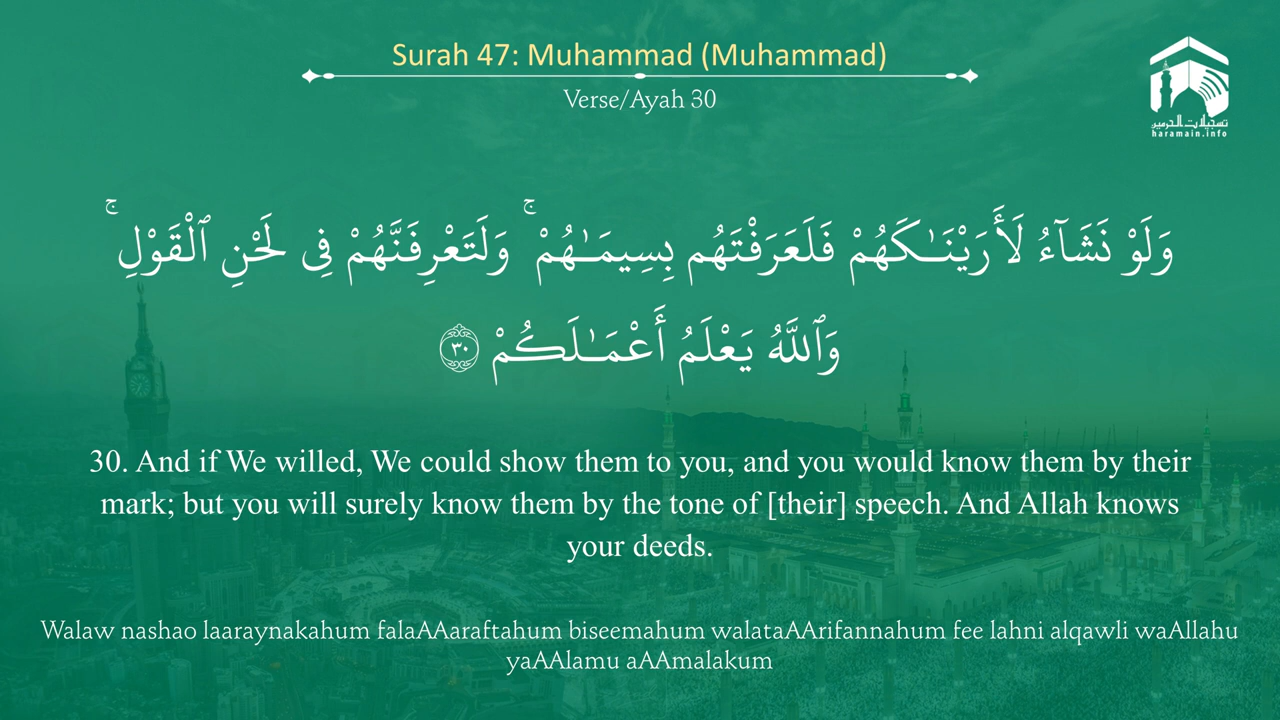 Surah 47: Muhammad (Muhammad)
Verse/Ayah 30
تسجيلات الحرمين
haramain.info
وَلَوْ نَشَآءُ لَأَرَيْنَـٰكَهُمْ فَلَعَرَفْتَهُم بِسِيمَـٰهُمْ ۚ وَلَتَعْرِفَنَّهُمْ فِى لَحْنِ ٱلْقَوْلِ ۚ
وَٱللَّهُ يَعْلَمُ أَعْمَـٰلَكُمْ ٣٠
30. And if We willed, We could show them to you, and you would know them by their
mark; but you will surely know them by the tone of [their] speech. And Allah knows
your deeds.
Walaw nashao laaraynakahum falaAAaraftahum biseemahum walataAArifannahum fee lahni alqawli waAllahu
yaAAlamu aAAmalakum